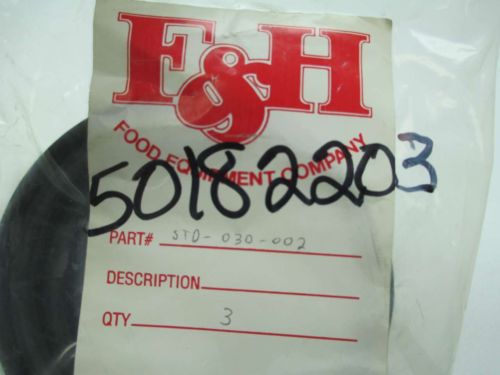 F&H
FOOD EQUIPMENT COMPANY
50182203
PART# STD-030-002
DESCRIPTION
QTY 3